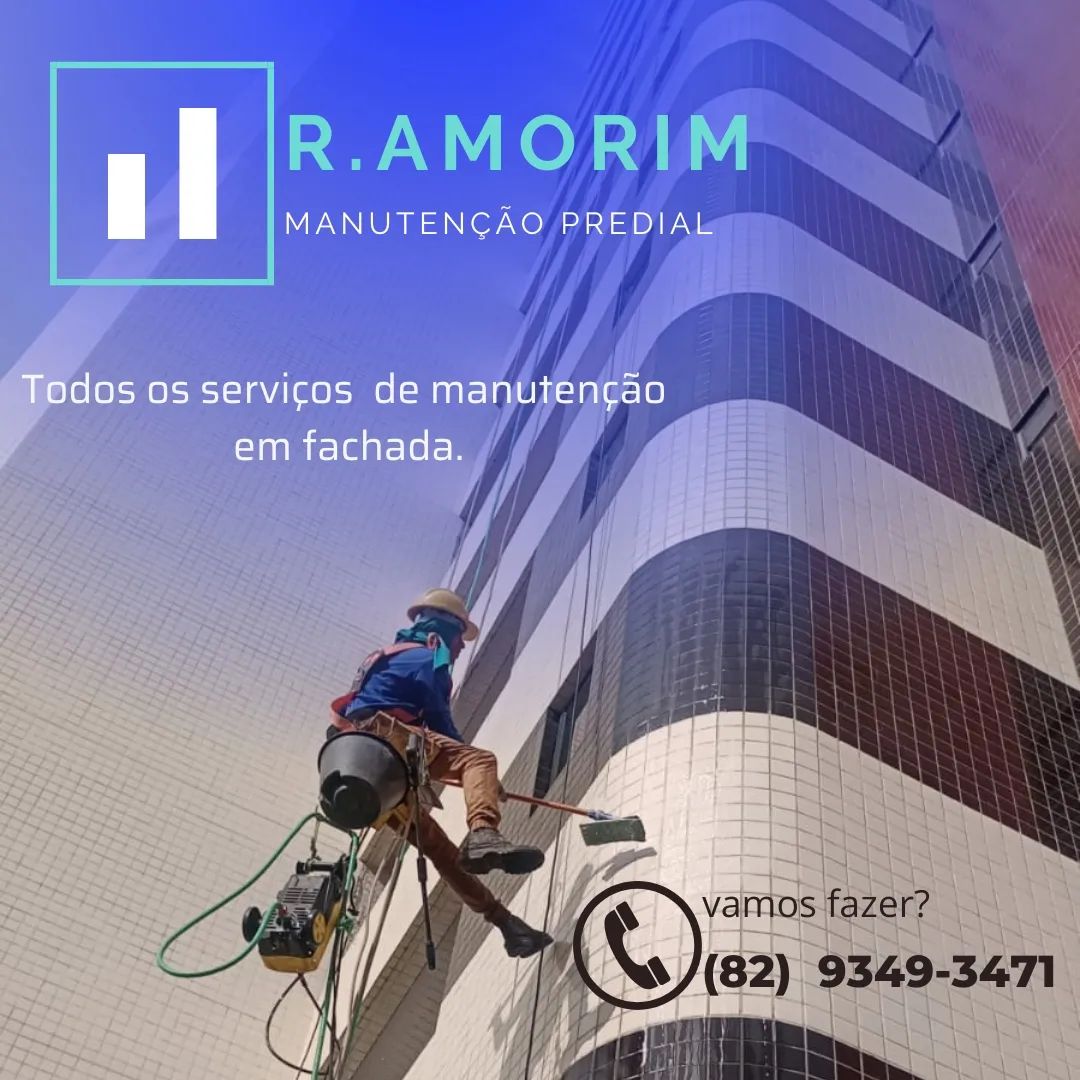 R.AMORIM
MANUTENÇÃO PREDIAL
Todos os serviços de manutenção
em fachada.
vamos fazer?
(82) 9349-3471